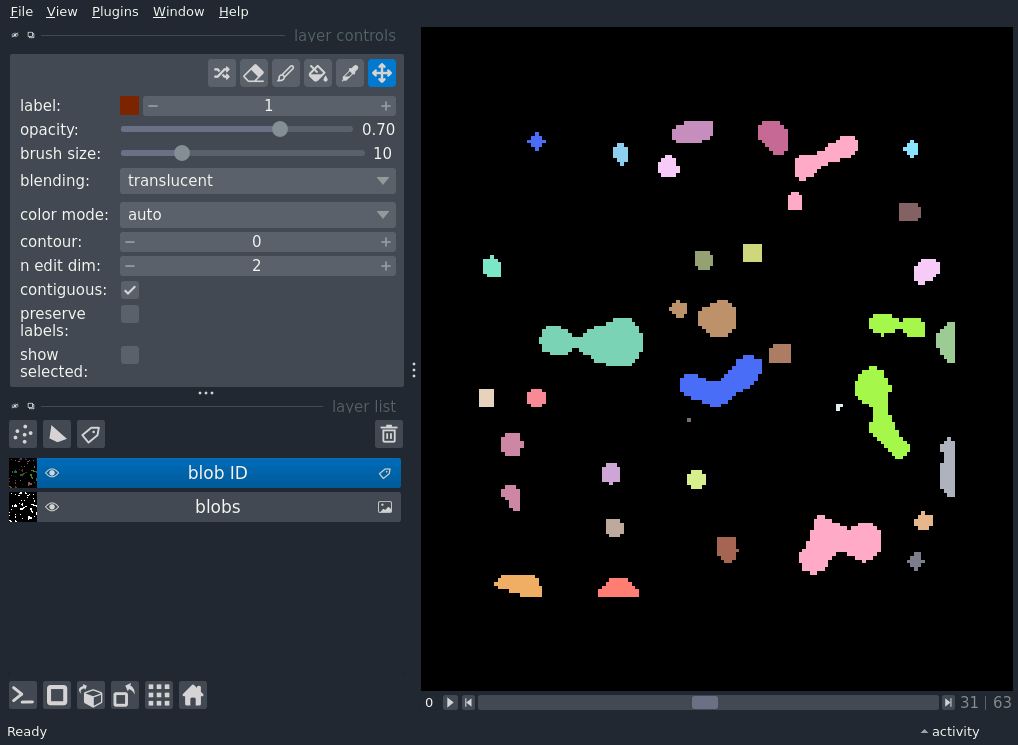 File View Plugins Window Help
layer controls
label: 1
opacity: 0.70
brush size: 10
blending: translucent
color mode: auto
contour: 0
n edit dim: 2
contiguous:
preserve
labels:
show
selected:
layer list
blob ID
blobs
0 31 | 63
Ready activity